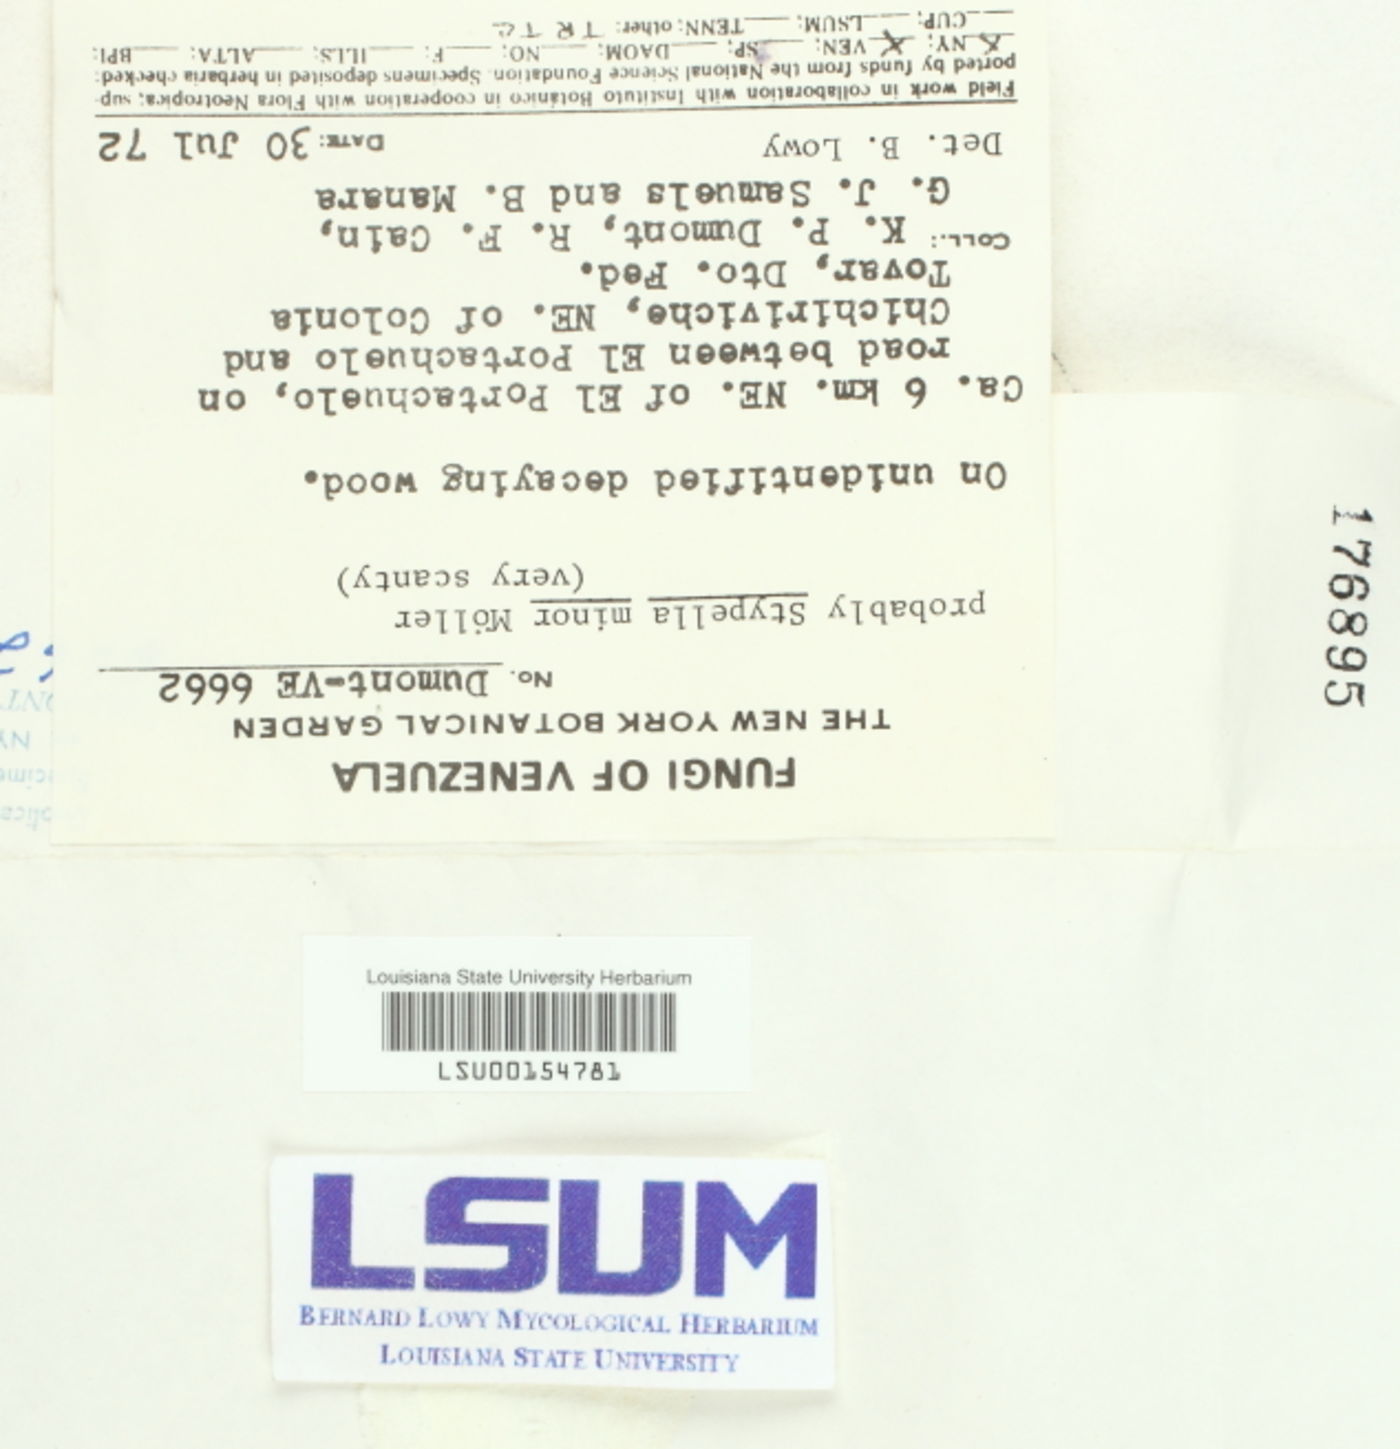 FUNGI OF VENEZUELA
THE NEW YORK BOTANICAL GARDEN
No. Dumont-VE 6662
probably Stypella minor Möller
(very scanty)
On unidentified decaying wood.
Ca. 6 km. NE. of El Portachuelo, on
road between El Portachuelo and
Chichiriviche, NE. of Colonia
Tovar, Dto. Fed.
COLL.: K. P. Dumont, R. F. Cain,
G. J. Samuels and B. Manara
Det. B. Lowy DATE: 30 Jul 72
Field work in collaboration with Instituto Botánico in cooperation with Flora Neotropica; sup-
ported by funds from the National Science Foundation. Specimens deposited in herbaria checked:
X NY; X VEN; SP; DAOM; NO; F; ILLS; ALTA; BPI;
CUP; LSUM; TENN; other: TRTC
176895
NY
Louisiana State University Herbarium
LSU00154781
LSUM
BERNARD LOWY MYCOLOGICAL HERBARIUM
LOUISIANA STATE UNIVERSITY